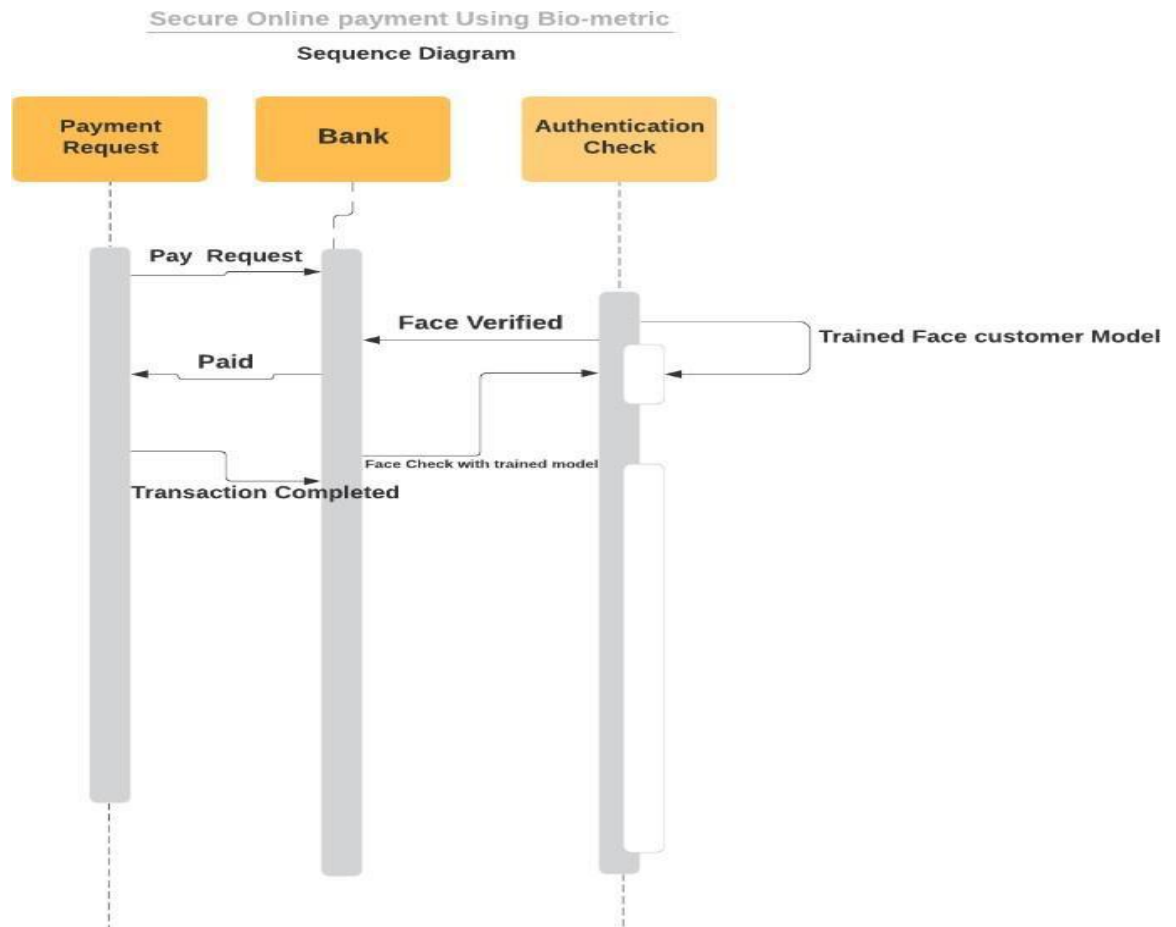 Secure Online payment Using Bio-metric
Sequence Diagram
Payment
Request
Bank
Authentication
Check
Pay Request
Face Verified
Trained Face customer Model
Paid
Face Check with trained model
Transaction Completed